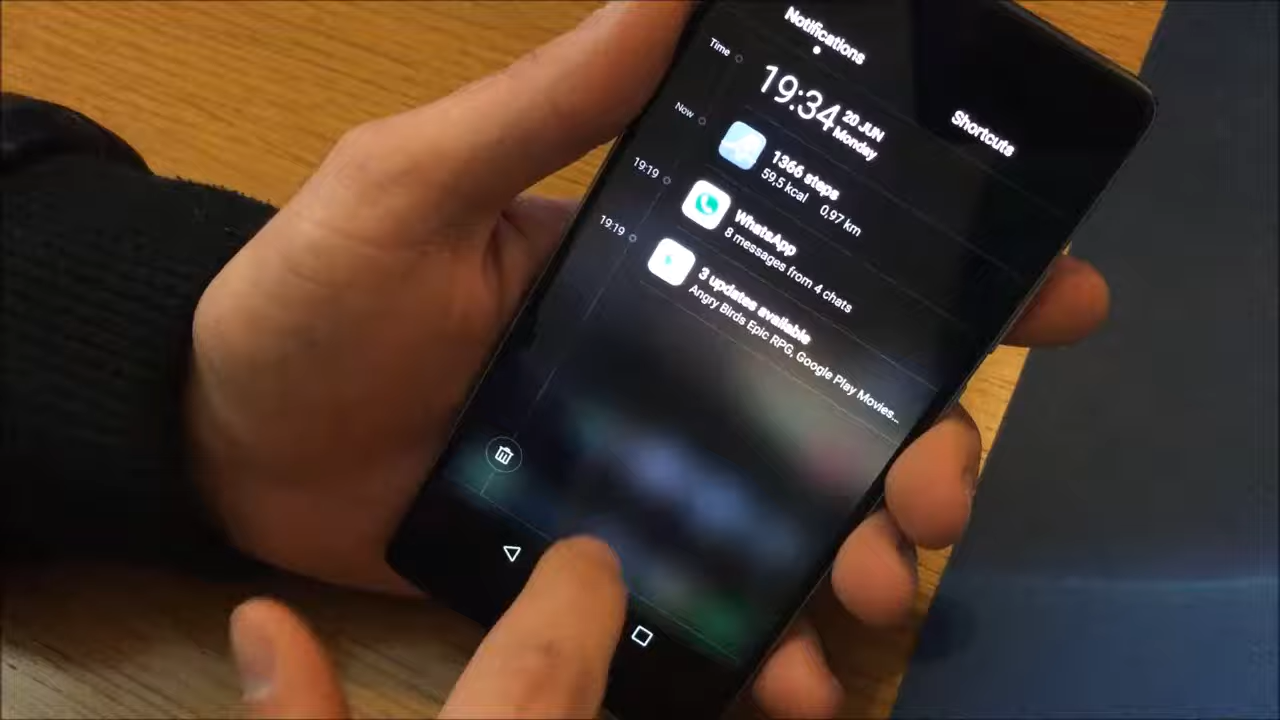 Notifications
Shortcuts
Time
19:34
20 JUN
Monday
Now
1366 steps
59,5 kcal 0,97 km
19:19
WhatsApp
8 messages from 4 chats
19:19
3 updates available
Angry Birds Epic RPG, Google Play Movies...